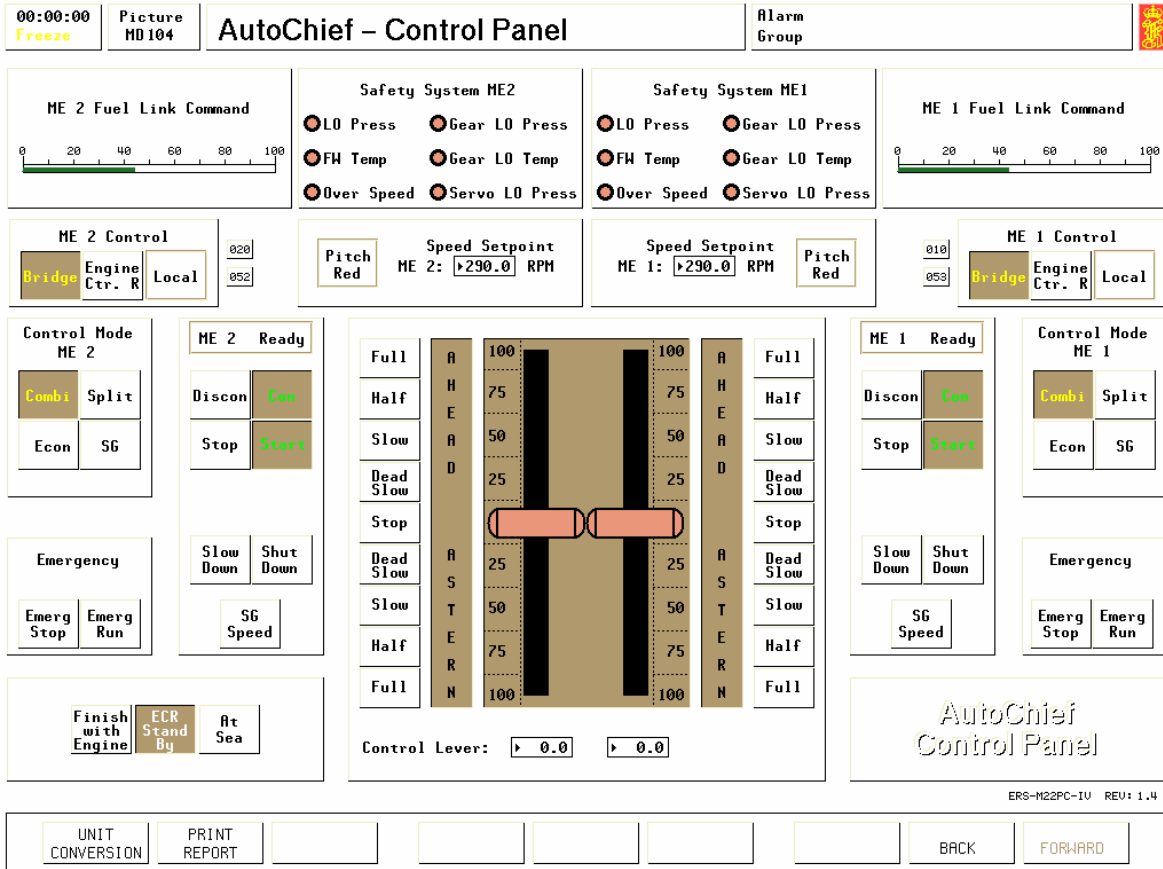 00:00:00
Freeze
Picture
MD104
AutoChief – Control Panel
Alarm
Group
ME 2 Fuel Link Command
0 20 40 60 80 100
Safety System ME2
LO Press Gear LO Press
FW Temp Gear LO Temp
Over Speed Servo LO Press
Safety System ME1
LO Press Gear LO Press
FW Temp Gear LO Temp
Over Speed Servo LO Press
ME 1 Fuel Link Command
0 20 40 60 80 100
ME 2 Control
Bridge
Engine
Ctr. R
Local
020
052
Pitch
Red
Speed Setpoint
ME 2: 290.0 RPM
Speed Setpoint
ME 1: 290.0 RPM
Pitch
Red
010
053
ME 1 Control
Bridge
Engine
Ctr. R
Local
Control Mode
ME 2
Combi Split
Econ SG
ME 2 Ready
Discon Con
Stop Start
Slow
Down
Shut
Down
SG
Speed
Emergency
Emerg
Stop
Emerg
Run
Finish
with
Engine
ECR
Stand
By
At
Sea
Full
Half
Slow
Dead
Slow
Stop
Dead
Slow
Slow
Half
Full
AHEAD
ASTERN
100
75
50
25
25
50
75
100
100
75
50
25
25
50
75
100
AHEAD
ASTERN
Full
Half
Slow
Dead
Slow
Stop
Dead
Slow
Slow
Half
Full
Control Lever: 0.0 0.0
ME 1 Ready
Discon Con
Stop Start
Slow
Down
Shut
Down
SG
Speed
Control Mode
ME 1
Combi Split
Econ SG
Emergency
Emerg
Stop
Emerg
Run
AutoChief
Control Panel
ERS-M22PC-IV REV: 1.4
UNIT
CONVERSION
PRINT
REPORT
BACK
FORWARD